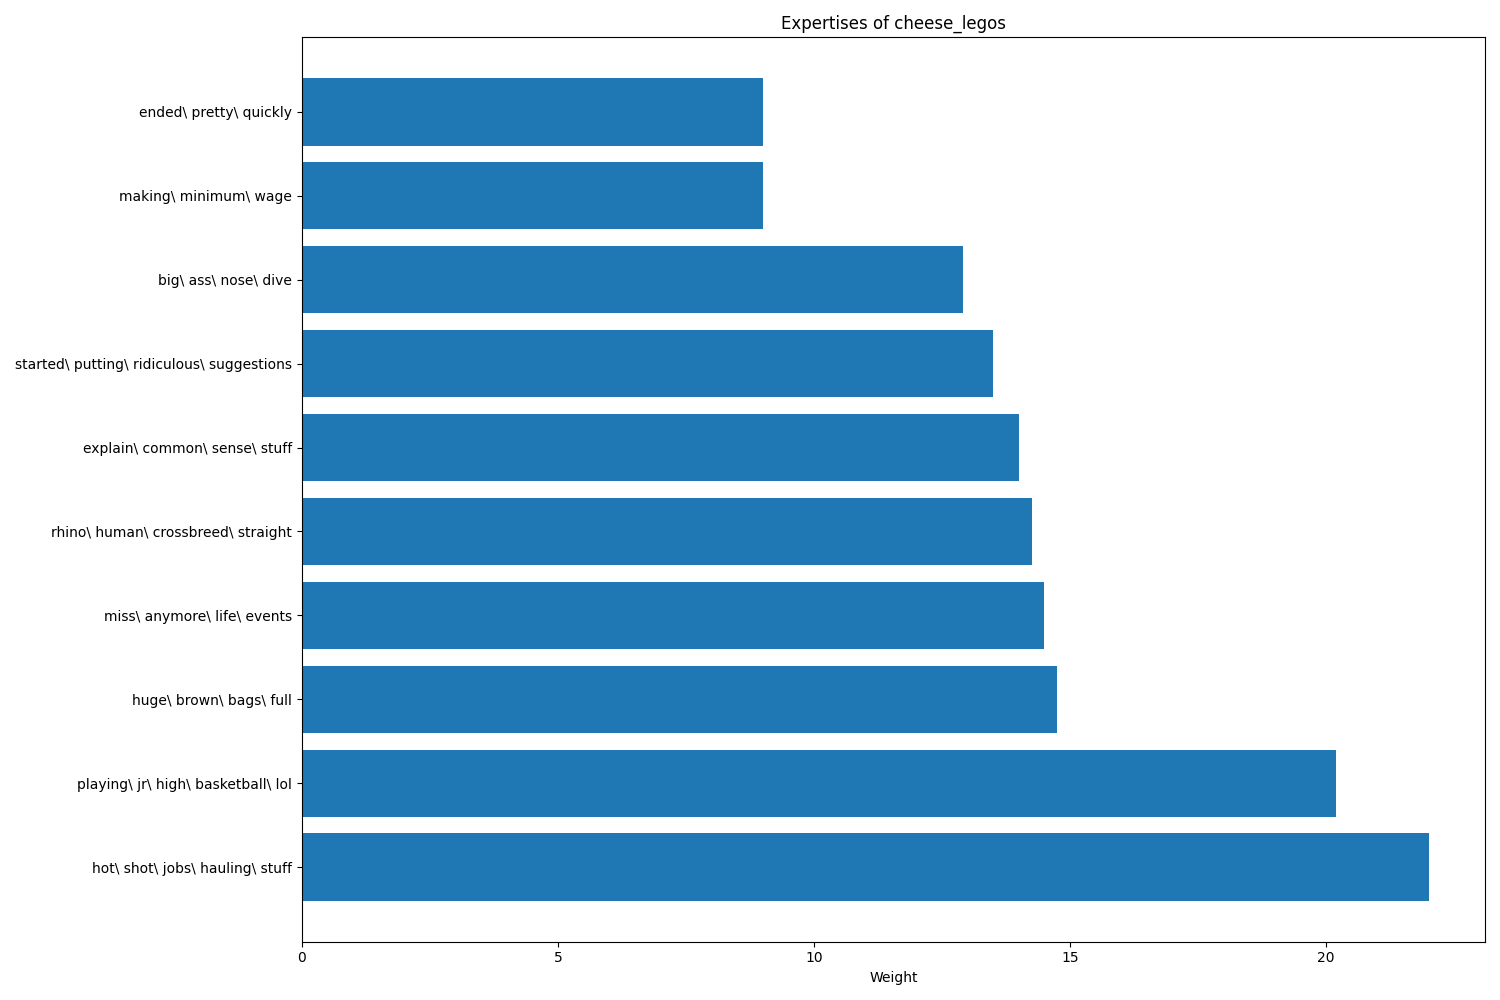 Expertises of cheese_legos
ended\ pretty\ quickly
making\ minimum\ wage
big\ ass\ nose\ dive
started\ putting\ ridiculous\ suggestions
explain\ common\ sense\ stuff
rhino\ human\ crossbreed\ straight
miss\ anymore\ life\ events
huge\ brown\ bags\ full
playing\ jr\ high\ basketball\ lol
hot\ shot\ jobs\ hauling\ stuff
0 5 10 15 20
Weight